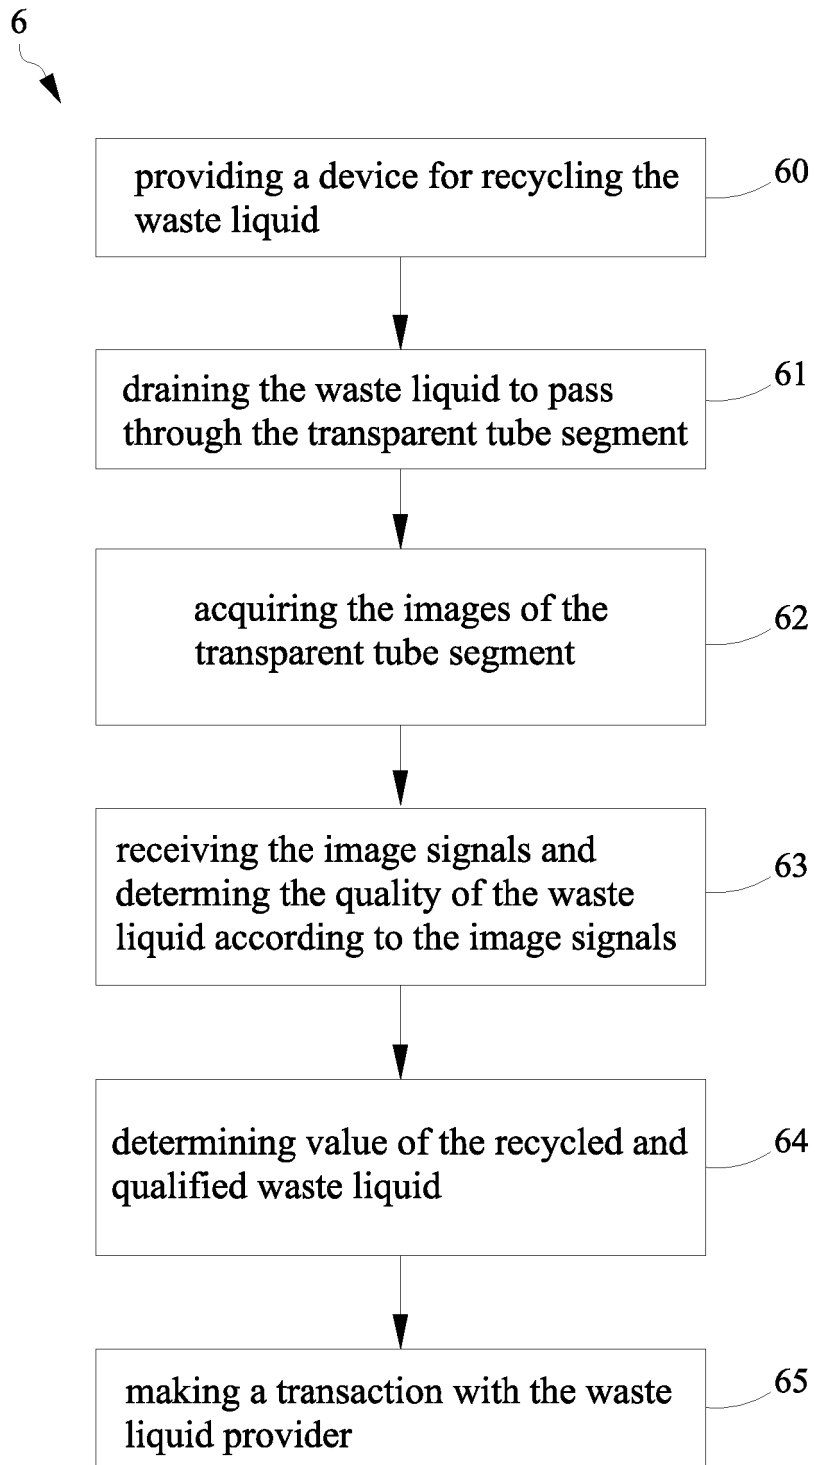 6
providing a device for recycling the
waste liquid
60
draining the waste liquid to pass
through the transparent tube segment
61
acquiring the images of the
transparent tube segment
62
receiving the image signals and
determing the quality of the waste
liquid according to the image signals
63
determining value of the recycled and
qualified waste liquid
64
making a transaction with the waste
liquid provider
65